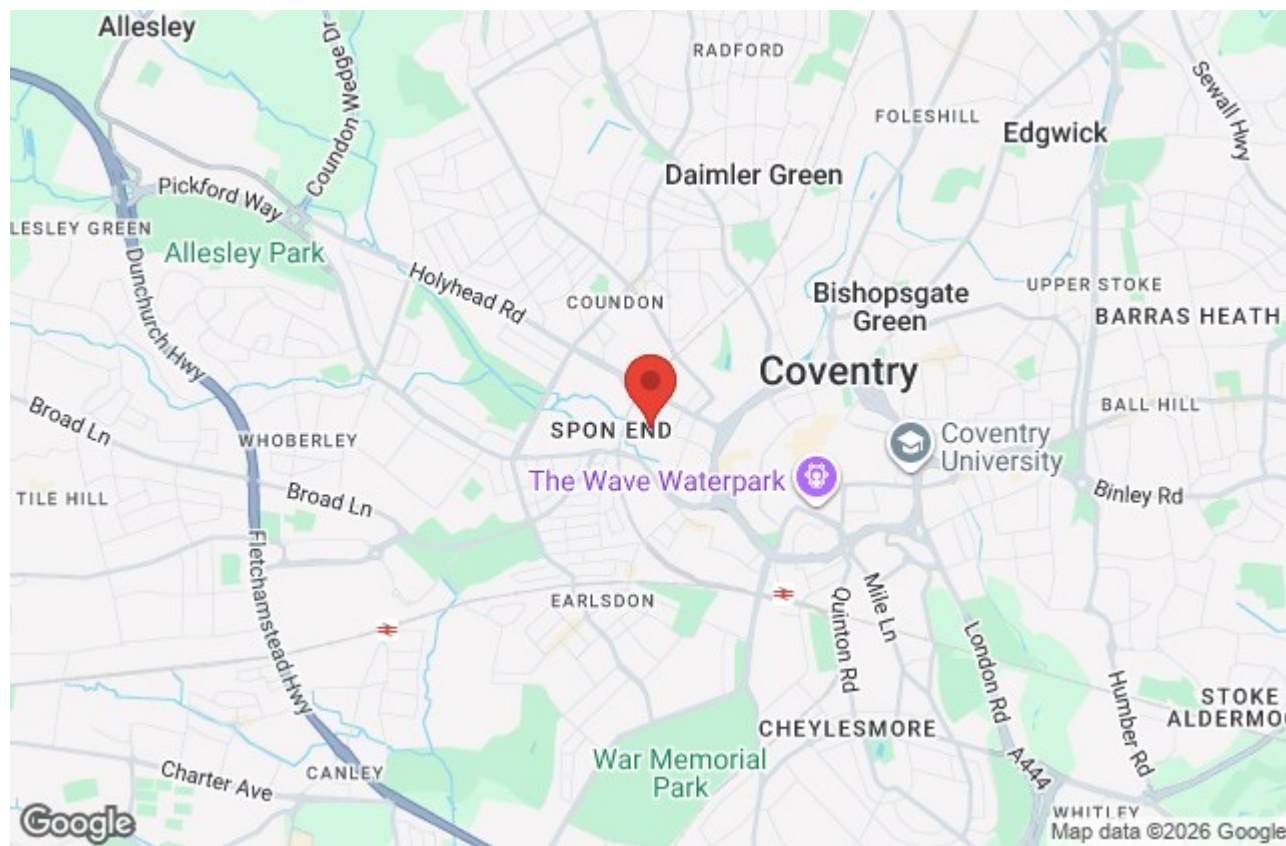 Allesley
Coundon Wedge Dr
RADFORD
Sewall Hwy
FOLESHILL
Edgwick
Daimler Green
Pickford Way
LESLEY GREEN
Allesley Park
Dunchurch Hwy
Holyhead Rd
COUNDON
Bishopsgate
Green
UPPER STOKE
BARRAS HEATH
Coventry
Broad Ln
SPON END
BALL HILL
WHOBERLEY
Coventry
University
The Wave Waterpark
TILE HILL
Broad Ln
Binley Rd
Fletchamstead Hwy
EARLSDON
Mile Ln
Quinton Rd
London Rd
Humber Rd
STOKE
ALDERMOO
CHEYLESMORE
War Memorial
Park
A444
Charter Ave
CANLEY
WHITLEY
Google
Map data ©2026 Google